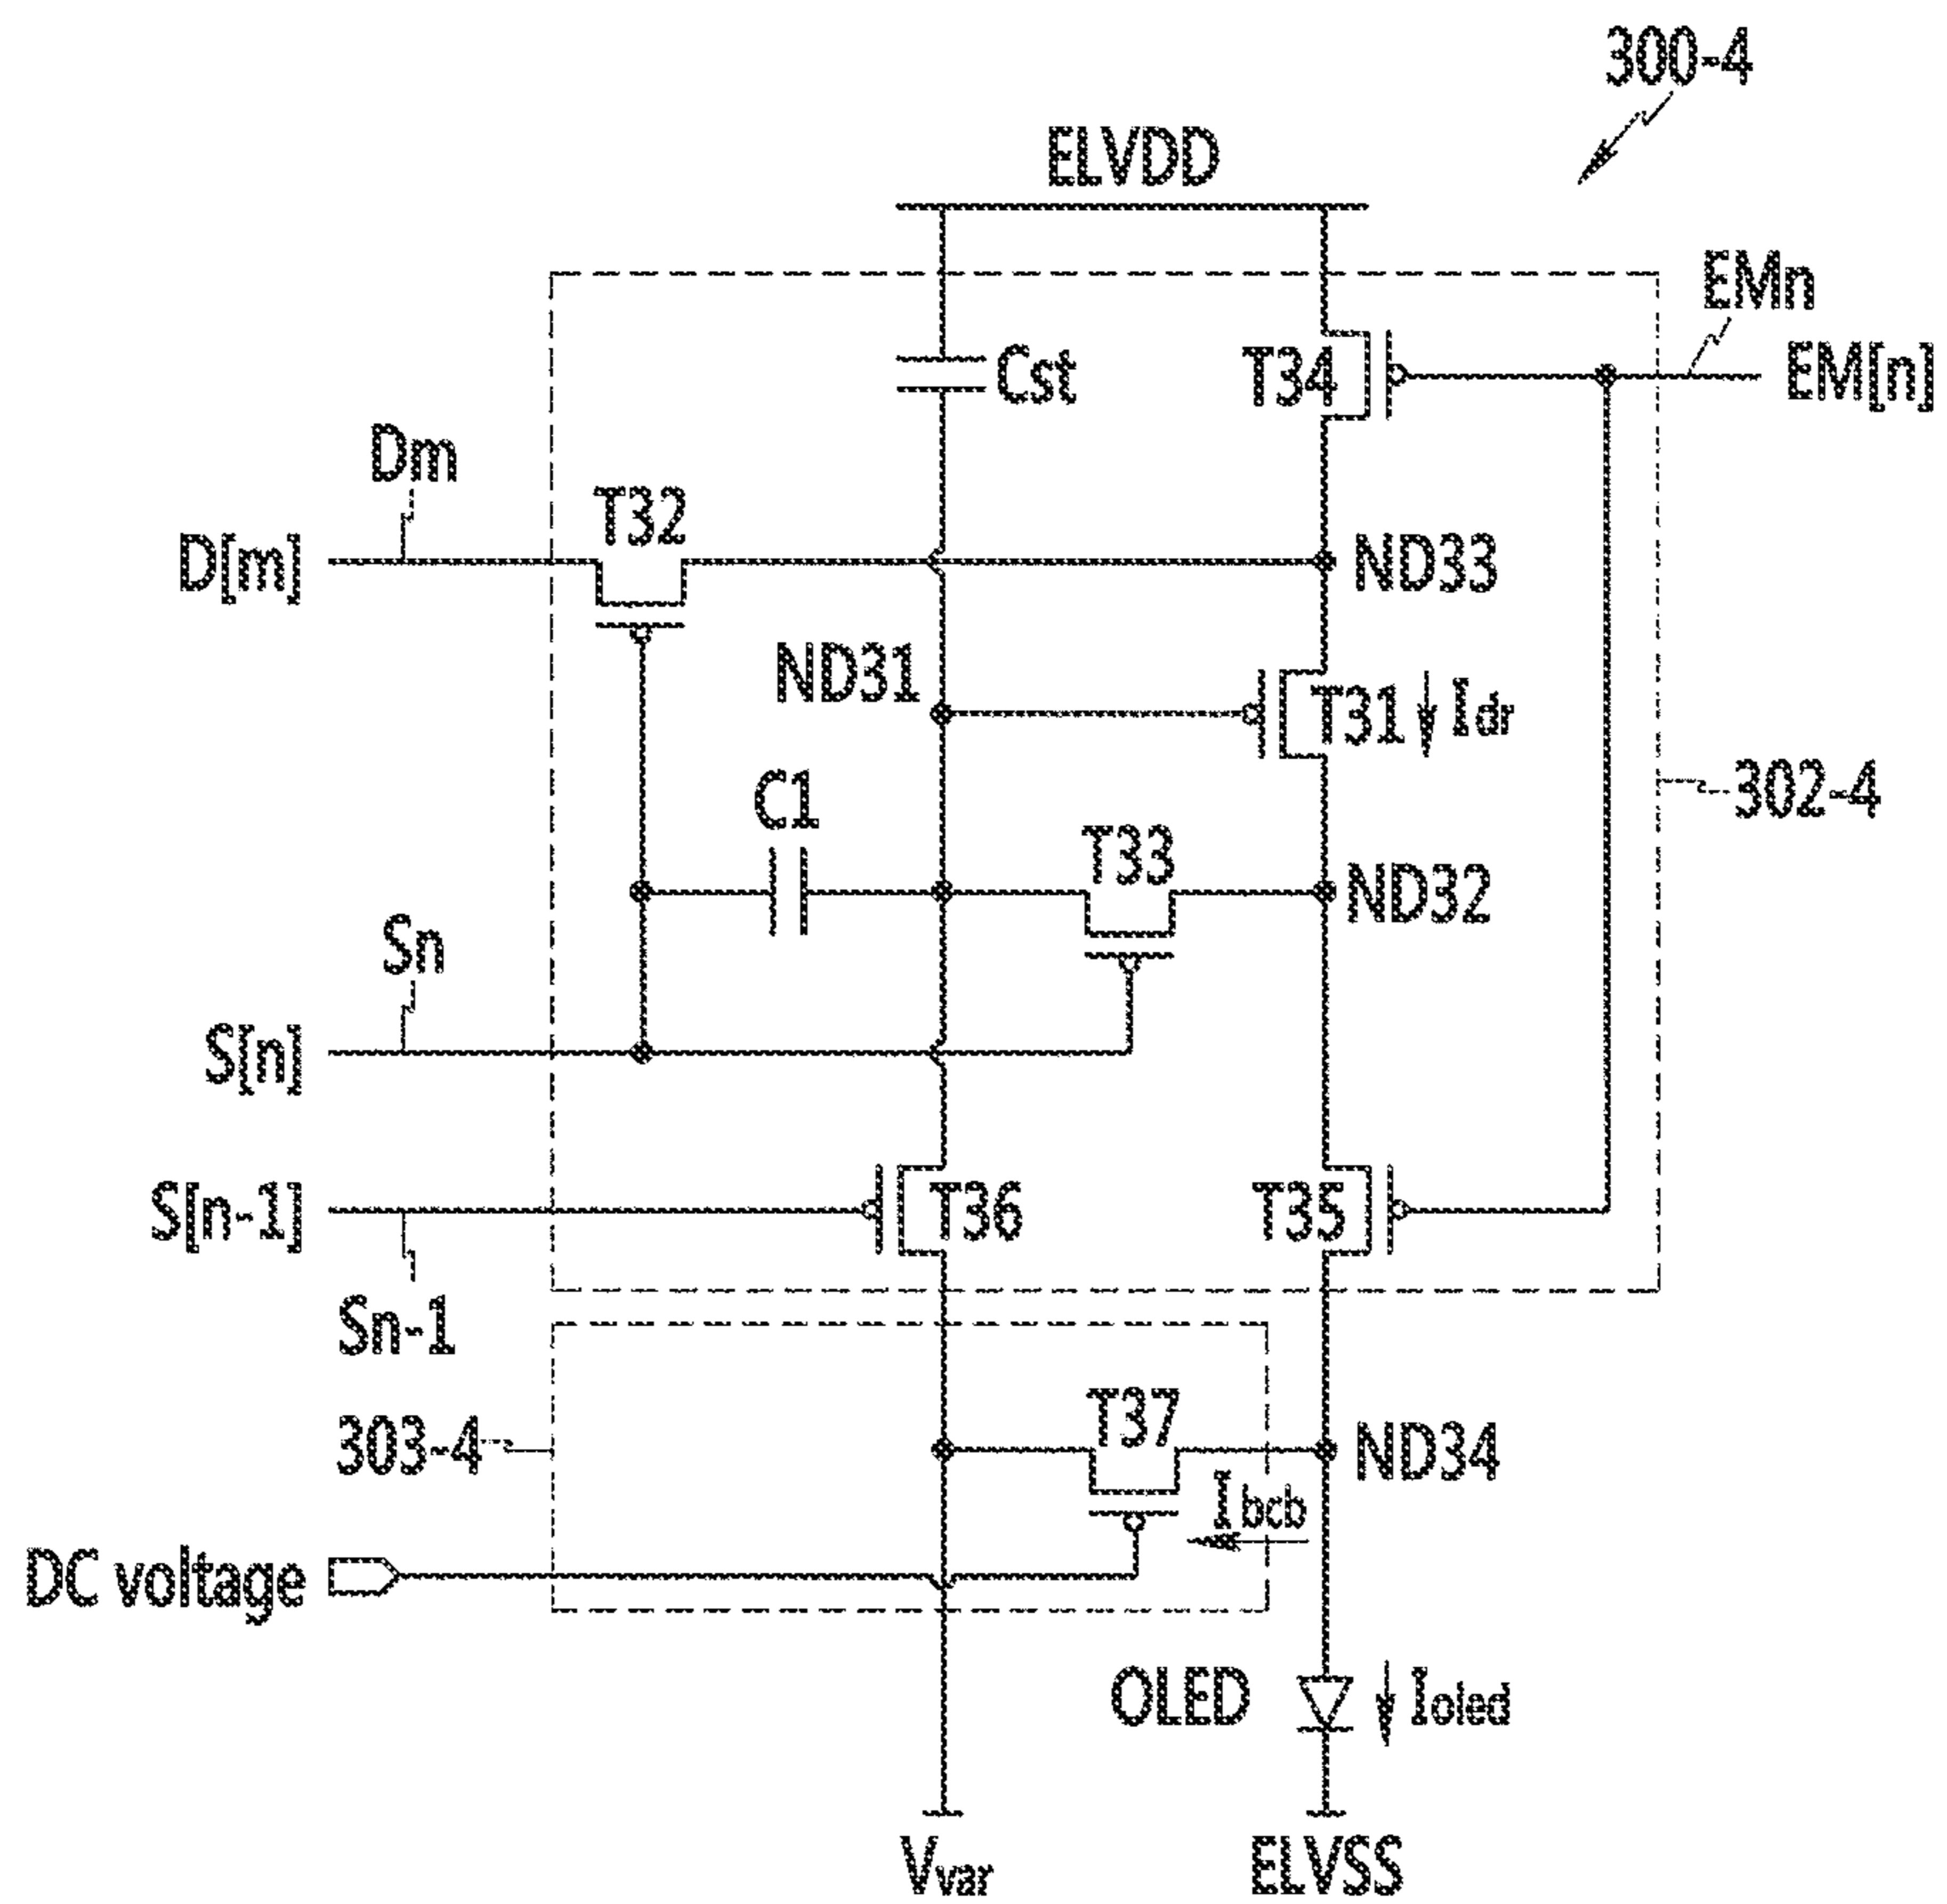 300-4
ELVDD
EMn
Cst
T34
EM[n]
Dm
T32
D[m]
ND33
ND31
T31
Idr
302-4
C1
T33
ND32
Sn
S[n]
S[n-1]
T36
T35
Sn-1
T37
303-4
ND34
Ibcb
DC voltage
OLED
Ioled
Vvar
ELVSS